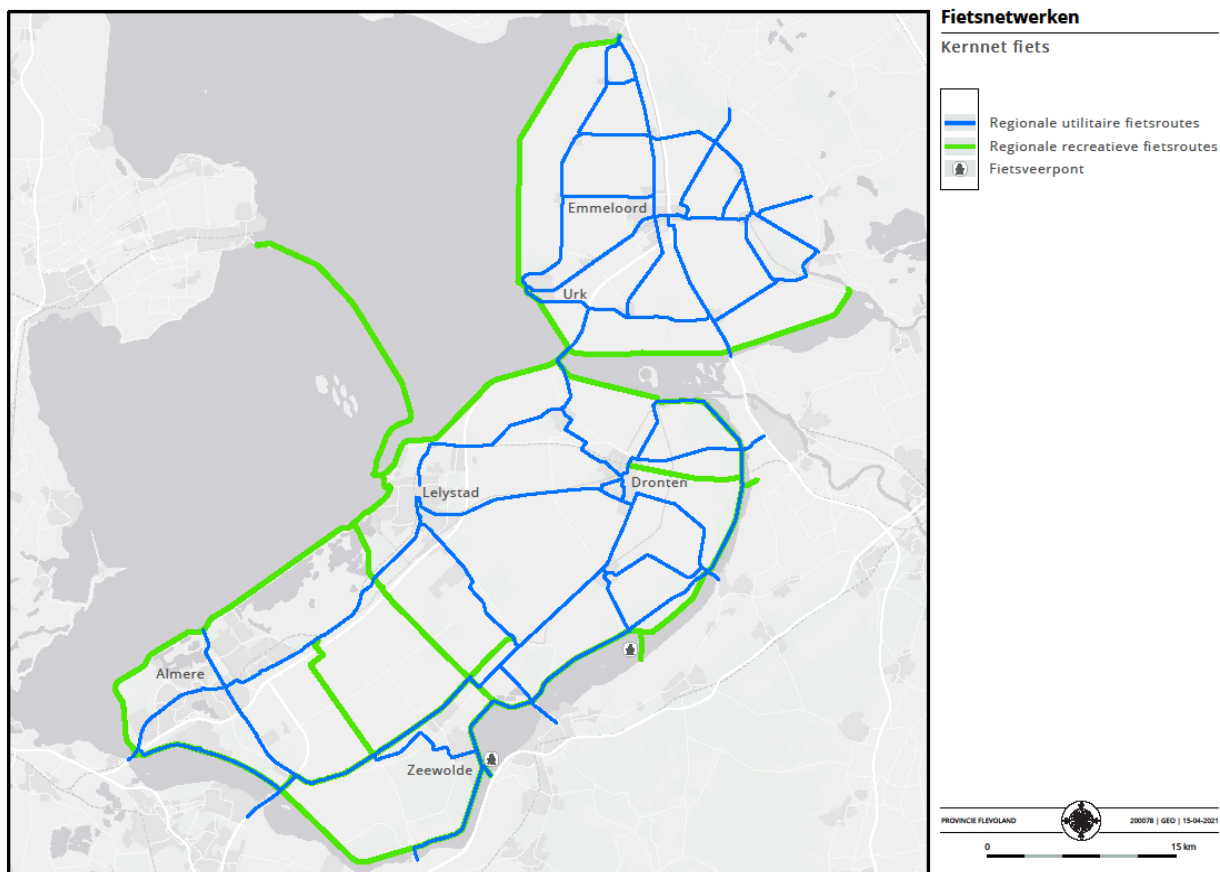 Fietsnetwerken
Kernnet fiets
Regionale utilitaire fietsroutes
Regionale recreatieve fietsroutes
Fietsveerpont
Emmeloord
Urk
Lelystad
Dronten
Almere
Zeewolde
PROVINCIE FLEVOLAND
200078 | GEO | 15-04-2021
0 15 km